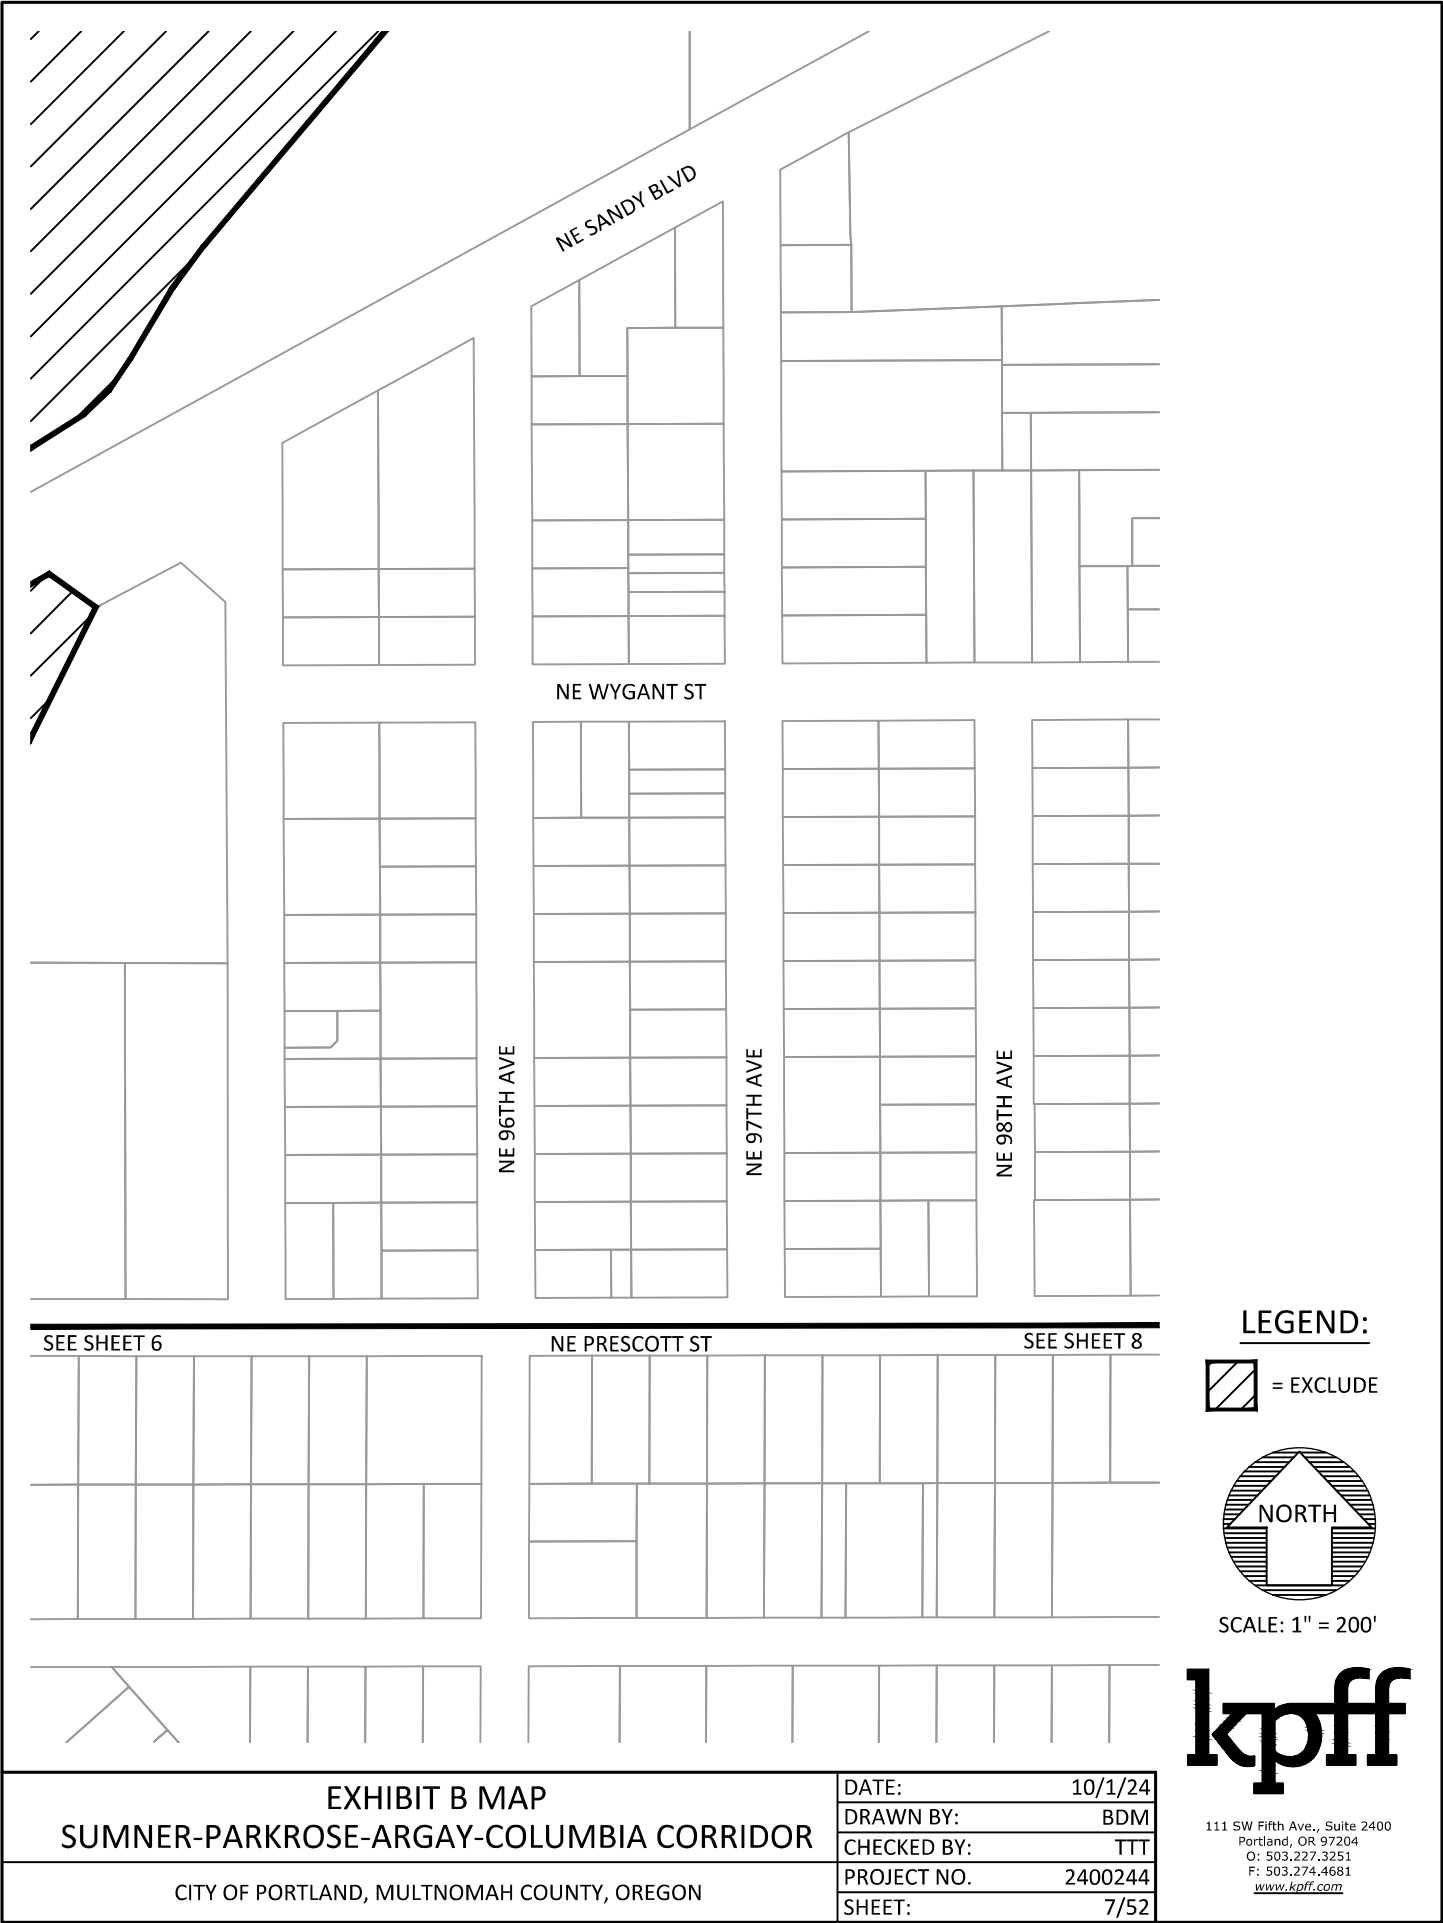 NE SANDY BLVD
NE WYGANT ST
NE 96TH AVE
NE 97TH AVE
NE 98TH AVE
SEE SHEET 6
NE PRESCOTT ST
SEE SHEET 8
LEGEND:
= EXCLUDE
NORTH
SCALE: 1" = 200'
kpff
111 SW Fifth Ave., Suite 2400
Portland, OR 97204
O: 503.227.3251
F: 503.274.4681
www.kpff.com
EXHIBIT B MAP
SUMNER-PARKROSE-ARGAY-COLUMBIA CORRIDOR
CITY OF PORTLAND, MULTNOMAH COUNTY, OREGON
DATE: 10/1/24
DRAWN BY: BDM
CHECKED BY: TTT
PROJECT NO. 2400244
SHEET: 7/52